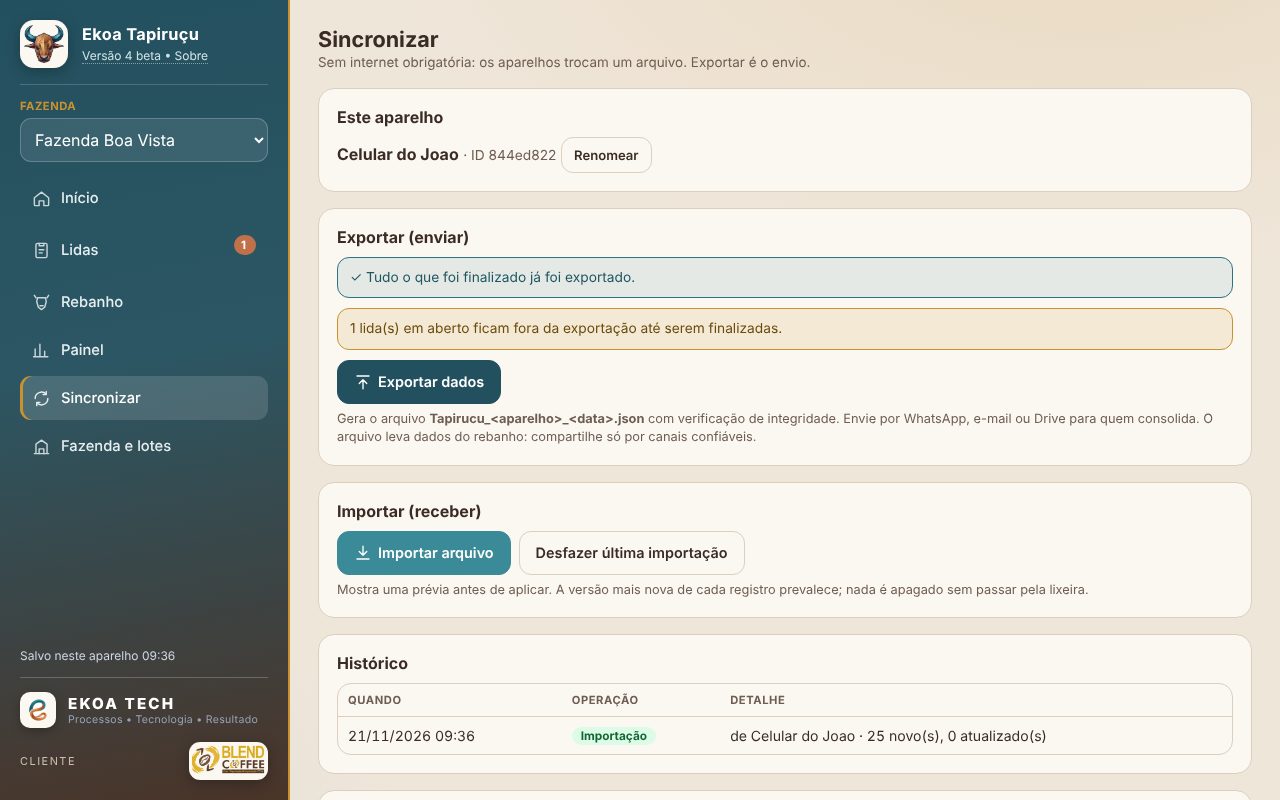 Ekoa Tapiruçu
Versão 4 beta • Sobre
FAZENDA
Fazenda Boa Vista
Início
Lidas
1
Rebanho
Painel
Sincronizar
Fazenda e lotes
Salvo neste aparelho 09:36
EKOA TECH
Processos • Tecnologia • Resultado
CLIENTE
BLEND
COFFEE
Sincronizar
Sem internet obrigatória: os aparelhos trocam um arquivo. Exportar é o envio.
Este aparelho
Celular do Joao · ID 844ed822 Renomear
Exportar (enviar)
✓ Tudo o que foi finalizado já foi exportado.
1 lida(s) em aberto ficam fora da exportação até serem finalizadas.
Exportar dados
Gera o arquivo Tapirucu_<aparelho>_<data>.json com verificação de integridade. Envie por WhatsApp, e-mail ou Drive para quem consolida. O
arquivo leva dados do rebanho: compartilhe só por canais confiáveis.
Importar (receber)
Importar arquivo Desfazer última importação
Mostra uma prévia antes de aplicar. A versão mais nova de cada registro prevalece; nada é apagado sem passar pela lixeira.
Histórico
QUANDO OPERAÇÃO DETALHE
21/11/2026 09:36 Importação de Celular do Joao · 25 novo(s), 0 atualizado(s)